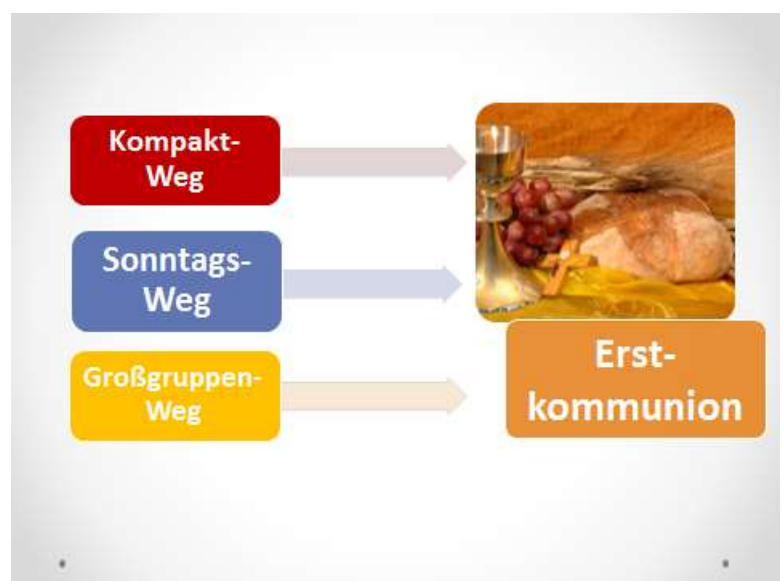 Kompakt-
Weg
Sonntags-
Weg
Großgruppen-
Weg
Erst-
kommunion